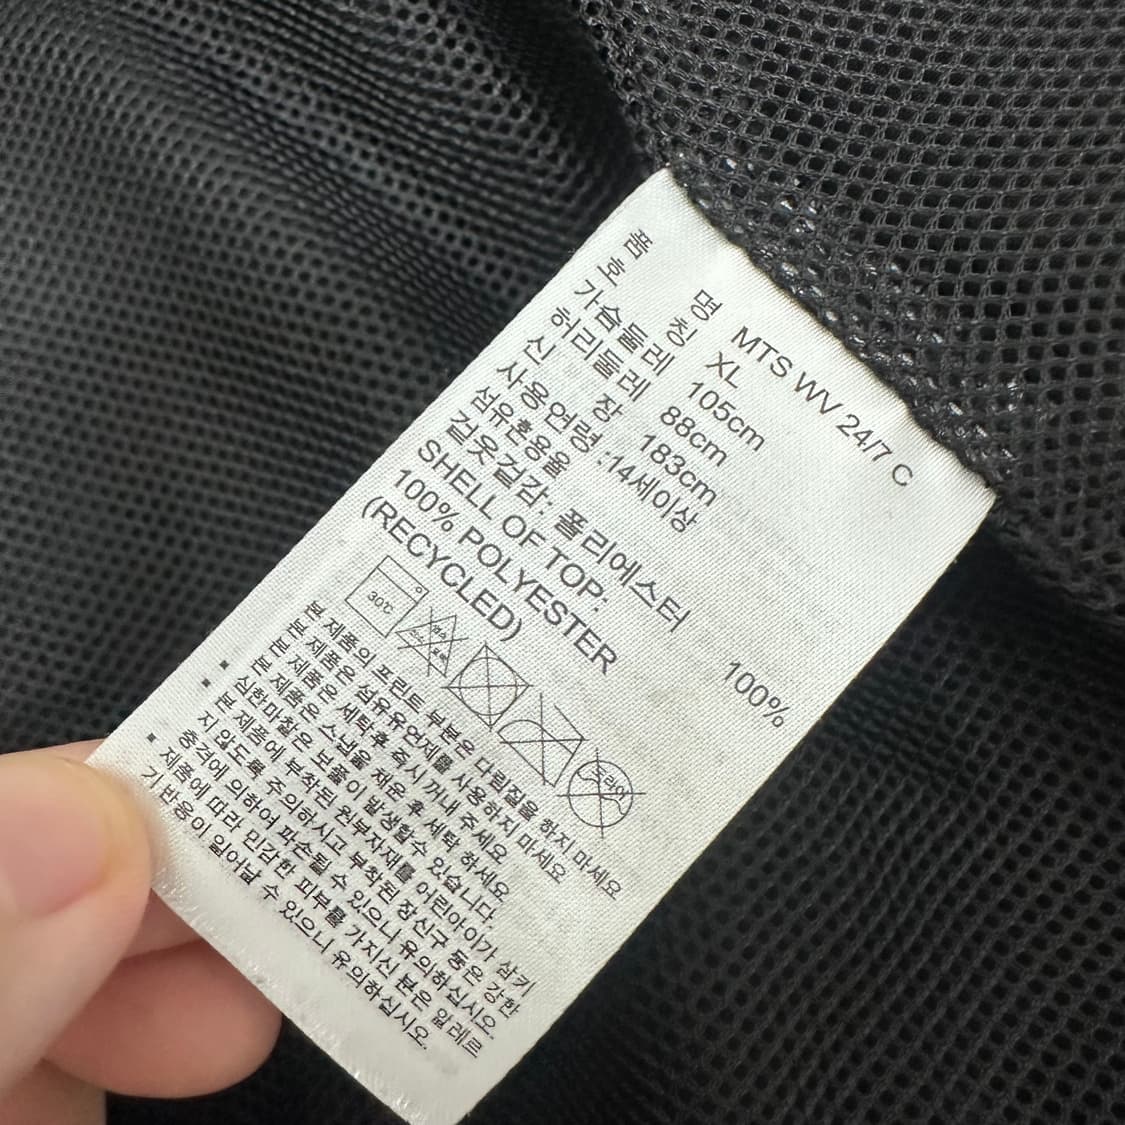 품 명 MTS WV 24/7 C
호 칭 XL
가슴둘레 105cm
허리둘레 88cm
신 장 183cm
사용연령 :14세이상
섬유혼용율
겉옷겉감: 폴리에스터 100%
SHELL OF TOP:
100% POLYESTER
(RECYCLED)
30℃
드라이
본 제품의 프린트 부분은 다림질을 하지 마세요
본 제품은 섬유유연제를 사용하지 마세요
본 제품은 세탁후 즉시 꺼내 주세요
본 제품은 스냅을 채운 후 세탁 하세요
▪ 심한마찰은 보풀이 발생할수 있습니다.
▪ 본 제품에 부착된 원부자재를 어린아이가 삼키
지 않도록 주의하시고 부착된 장신구 등은 강한
충격에 의하여 파손될 수 있으니 유의하십시오.
▪ 제품에 따라 민감한 피부를 가지신 분은 알레르
기반응이 일어날 수 있으니 유의하십시오.